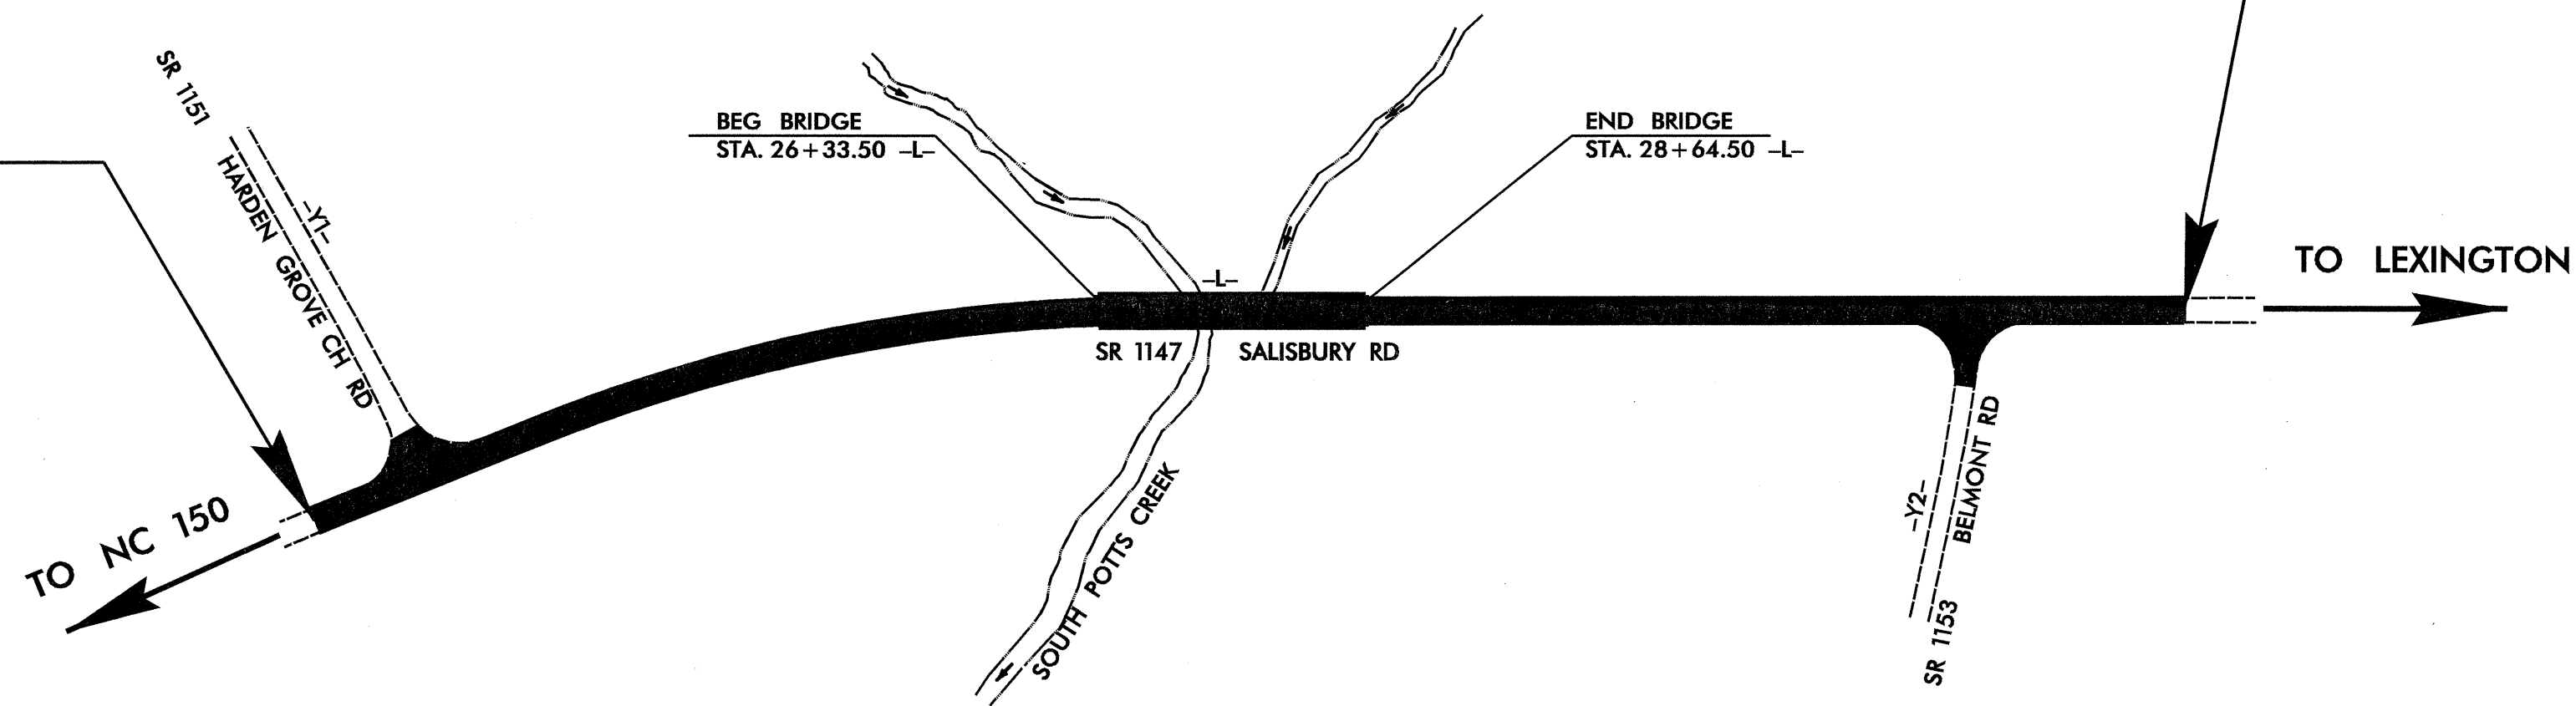 SR 1151
HARDEN GROVE CH RD
-Y1-
BEG BRIDGE
STA. 26+33.50 -L-
END BRIDGE
STA. 28+64.50 -L-
-L-
TO LEXINGTON
SR 1147 SALISBURY RD
TO NC 150
SOUTH POTTS CREEK
-Y2-
BELMONT RD
SR 1153